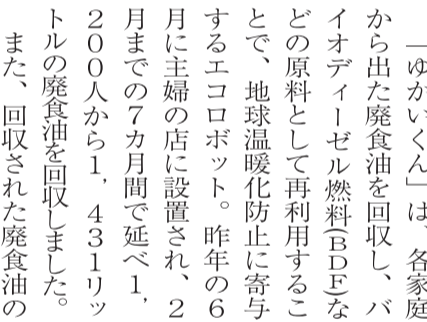 「ゆかいくん」は、各家庭
から出た廃食油を回収し、バ
イオディーゼル燃料(BDF)な
どの原料として再利用するこ
とで、地球温暖化防止に寄与
するエコロボット。昨年の6
月に主婦の店に設置され、2
月までの7カ月間で延べ1,
200人から1,431リッ
トルの廃食油を回収しました。
また、回収された廃食油の